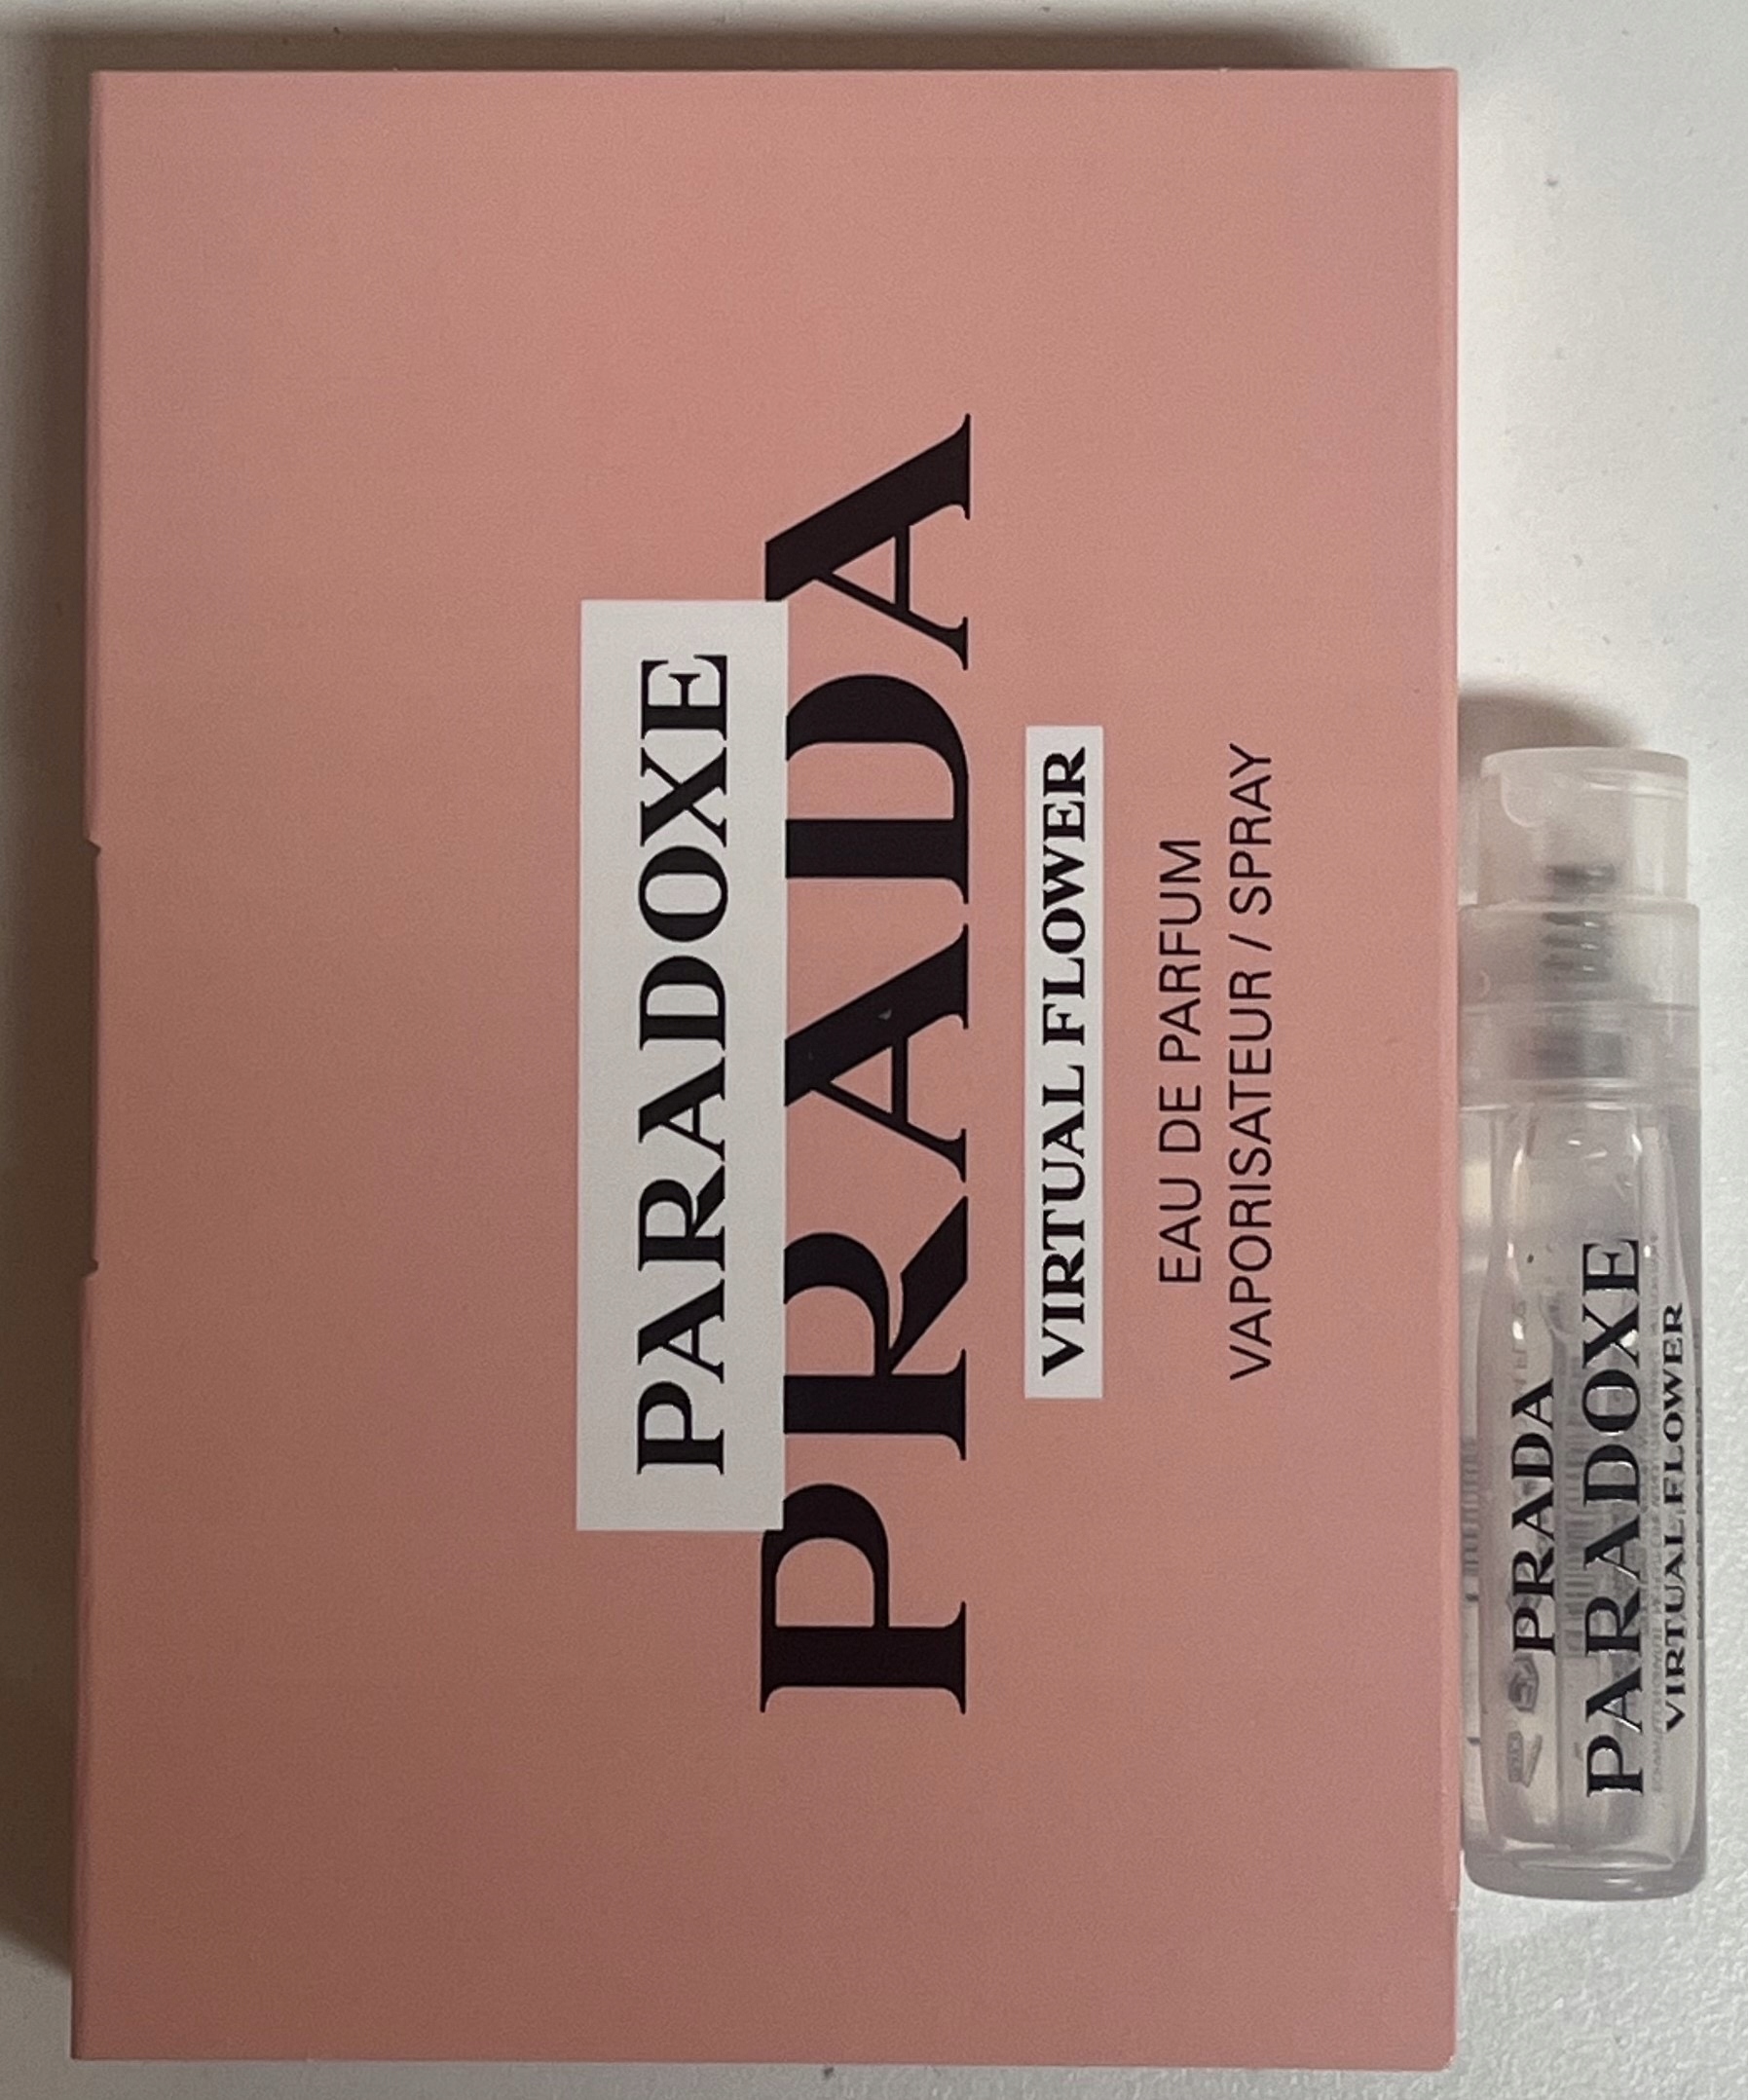 PARADOXE
PRADA
VIRTUAL FLOWER
EAU DE PARFUM
VAPORISATEUR / SPRAY
PRADA
PARADOXE
VIRTUAL FLOWER